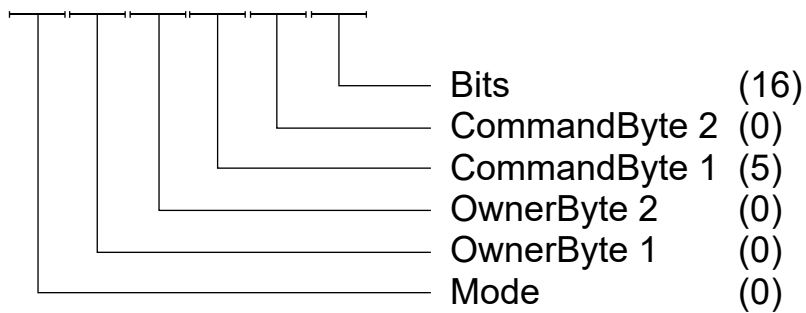 Bits (16)
CommandByte 2 (0)
CommandByte 1 (5)
OwnerByte 2 (0)
OwnerByte 1 (0)
Mode (0)